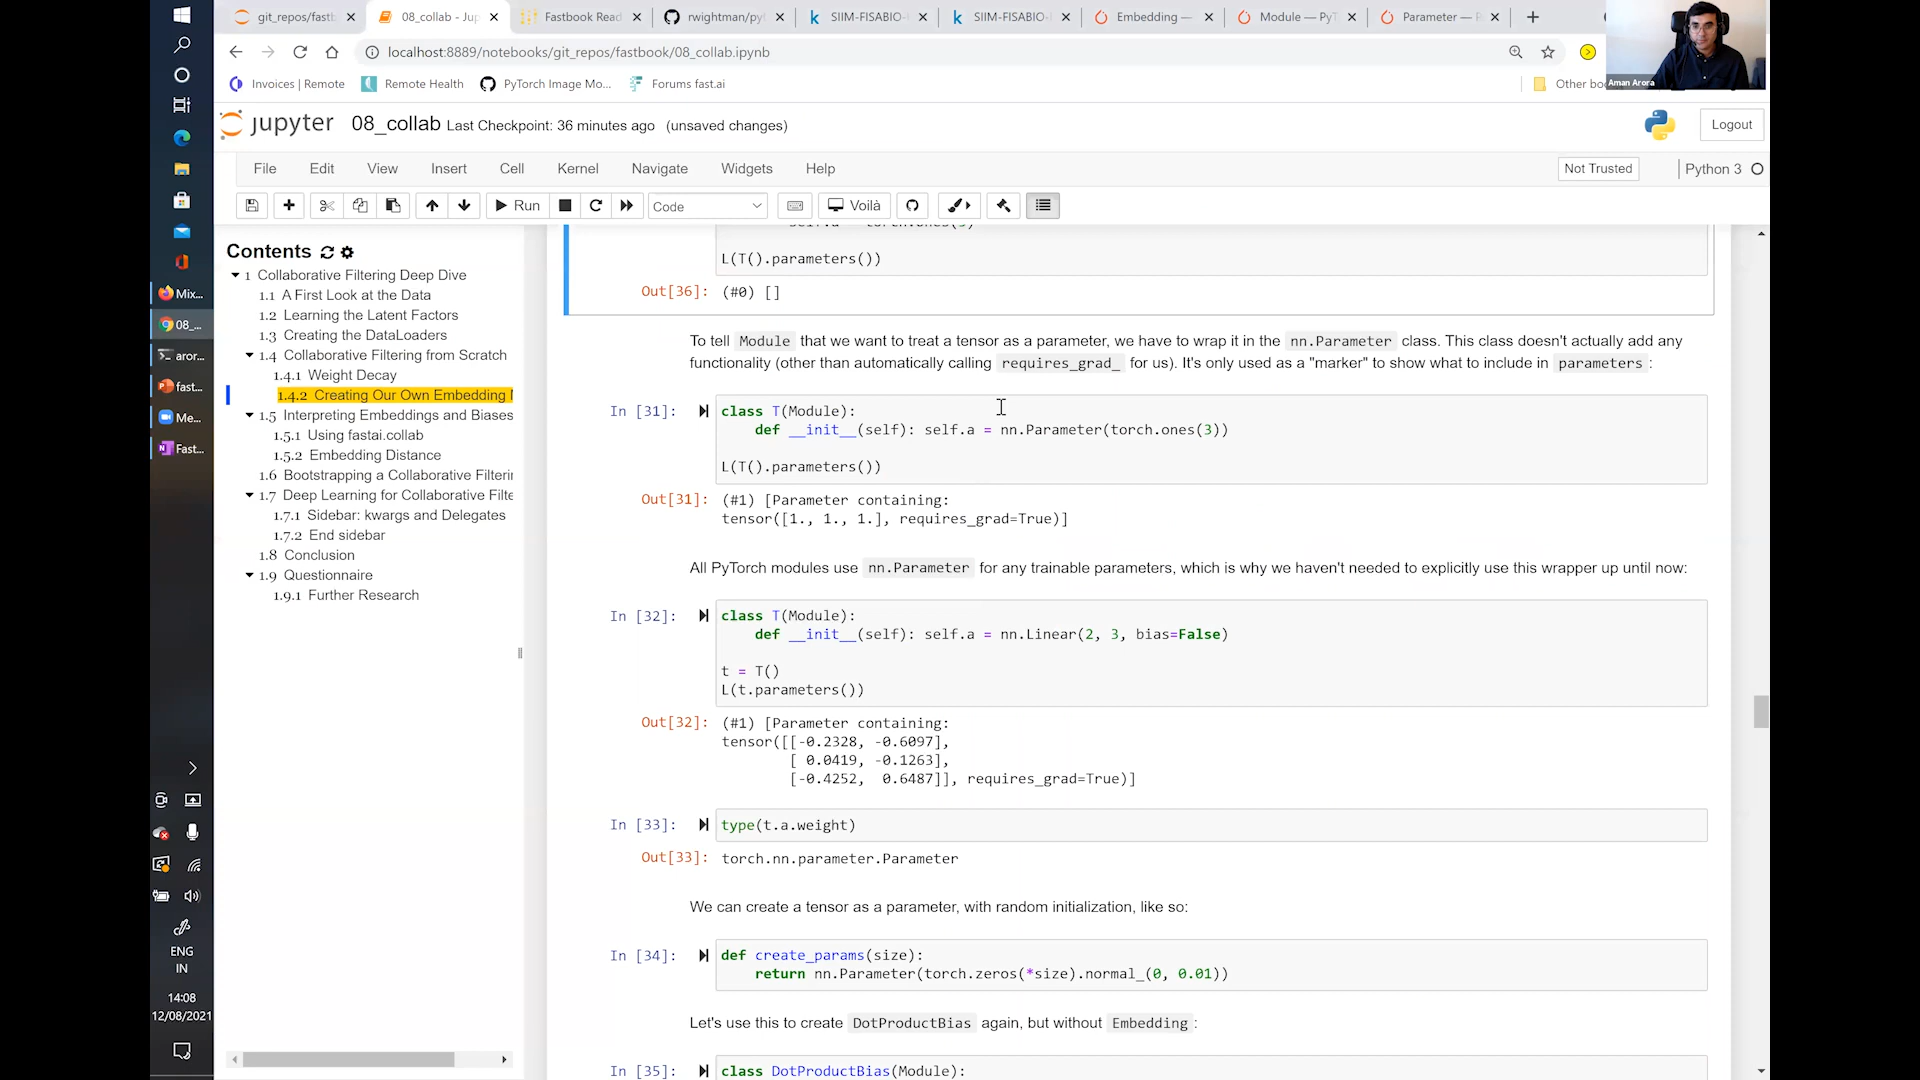 git_repos/fastb
08_collab - Jup
Fastbook Read
rwightman/py
SIIM-FISABIO-
SIIM-FISABIO-
Embedding —
Module — PyT
Parameter —
localhost:8889/notebooks/git_repos/fastbook/08_collab.ipynb
Invoices | Remote
Remote Health
PyTorch Image Mo...
Forums fast.ai
Other bo
Aman Arora
jupyter
08_collab
Last Checkpoint: 36 minutes ago
(unsaved changes)
Logout
File
Edit
View
Insert
Cell
Kernel
Navigate
Widgets
Help
Not Trusted
Python 3
Run
Code
Voilà
Contents
1 Collaborative Filtering Deep Dive
1.1 A First Look at the Data
1.2 Learning the Latent Factors
1.3 Creating the DataLoaders
1.4 Collaborative Filtering from Scratch
1.4.1 Weight Decay
1.4.2 Creating Our Own Embedding
1.5 Interpreting Embeddings and Biases
1.5.1 Using fastai.collab
1.5.2 Embedding Distance
1.6 Bootstrapping a Collaborative Filterin
1.7 Deep Learning for Collaborative Filte
1.7.1 Sidebar: kwargs and Delegates
1.7.2 End sidebar
1.8 Conclusion
1.9 Questionnaire
1.9.1 Further Research
Mix...
08_...
aror...
fast...
Me...
Fast...
ENG
IN
14:08
12/08/2021
L(T().parameters())
Out[36]: (#0) []
To tell Module that we want to treat a tensor as a parameter, we have to wrap it in the nn.Parameter class. This class doesn't actually add any
functionality (other than automatically calling requires_grad_ for us). It's only used as a "marker" to show what to include in parameters :
In [31]: class T(Module):
def __init__(self): self.a = nn.Parameter(torch.ones(3))
L(T().parameters())
Out[31]: (#1) [Parameter containing:
tensor([1., 1., 1.], requires_grad=True)]
All PyTorch modules use nn.Parameter for any trainable parameters, which is why we haven't needed to explicitly use this wrapper up until now:
In [32]: class T(Module):
def __init__(self): self.a = nn.Linear(2, 3, bias=False)
t = T()
L(t.parameters())
Out[32]: (#1) [Parameter containing:
tensor([[-0.2328, -0.6097],
[ 0.0419, -0.1263],
[-0.4252, 0.6487]], requires_grad=True)]
In [33]: type(t.a.weight)
Out[33]: torch.nn.parameter.Parameter
We can create a tensor as a parameter, with random initialization, like so:
In [34]: def create_params(size):
return nn.Parameter(torch.zeros(*size).normal_(0, 0.01))
Let's use this to create DotProductBias again, but without Embedding :
In [35]: class DotProductBias(Module):